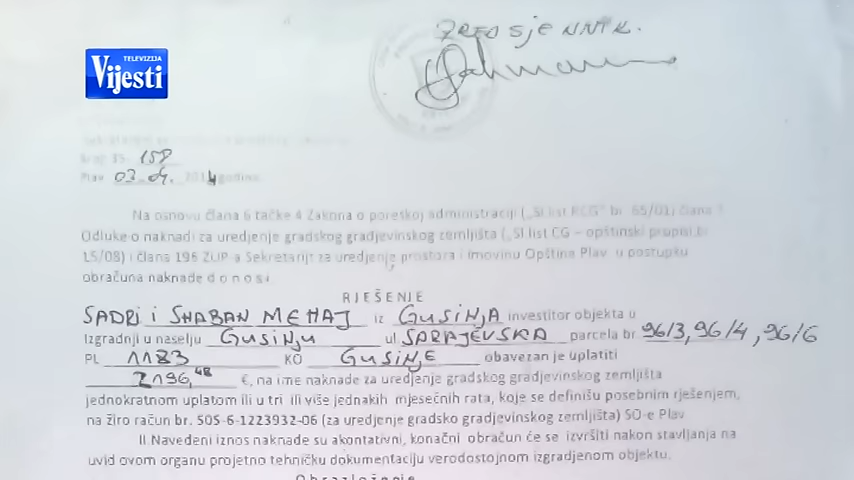 TELEVIZIJA
Vijesti
Broj 35- 158
Plav 03.04. 2014 godine
Na osnovu člana 6 tačke 4 Zakona o poreskoj administraciji („Sl.list RCG" br. 65/01) člana
Odluke o naknadi za uredjenje gradskog gradjevinskog zemljišta („Sl list CG – opštinski propisi br
15/08) i člana 196 ZUP-a Sekretarijt za uredjenje prostora i imovinu Opština Plav u postupku
obračuna naknade d o n o s i
RJEŠENJE
SADRI i SHABAN MEHAJ iz GUSINJA investitor objekta u
Izgradnji u naselju GUSINJU ul SARAJEVSKA parcela br 96/3, 96/4, 96/6
PL 1183 KO GUSINJE obavezan je uplatiti
2196,48 €, na ime naknade za uredjenje gradskog gradjevinskog zemljišta
jednokratnom uplatom ili u tri ili više jednakih mjesečnih rata, koje se definišu posebnim rješenjem,
na žiro račun br. 505-6-1223932-06 (za uredjenje gradsko gradjevinskog zemljišta) SO-e Plav
II Navedeni iznos naknade su akontativni, konačni obračun će se izvršiti nakon stavljanja na
uvid ovom organu projetno tehničku dokumentaciju verodostojnom izgradjenom objektu.
Obrazloženje